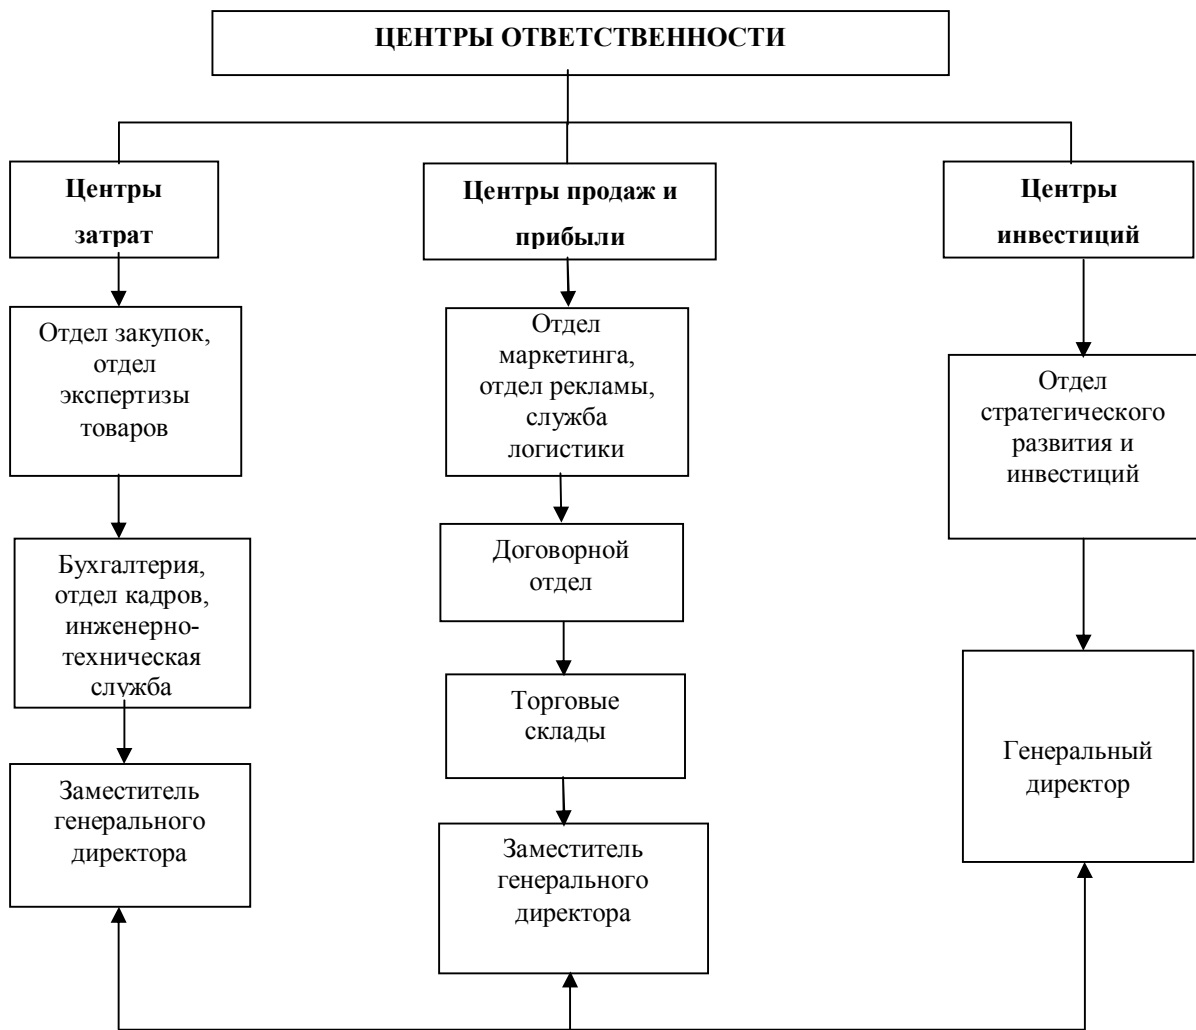 ЦЕНТРЫ ОТВЕТСТВЕННОСТИ
Центры
затрат
Центры продаж и
прибыли
Центры
инвестиций
Отдел закупок,
отдел
экспертизы
товаров
Отдел
маркетинга,
отдел рекламы,
служба
логистики
Отдел
стратегического
развития и
инвестиций
Бухгалтерия,
отдел кадров,
инженерно-
техническая
служба
Договорной
отдел
Торговые
склады
Заместитель
генерального
директора
Заместитель
генерального
директора
Генеральный
директор